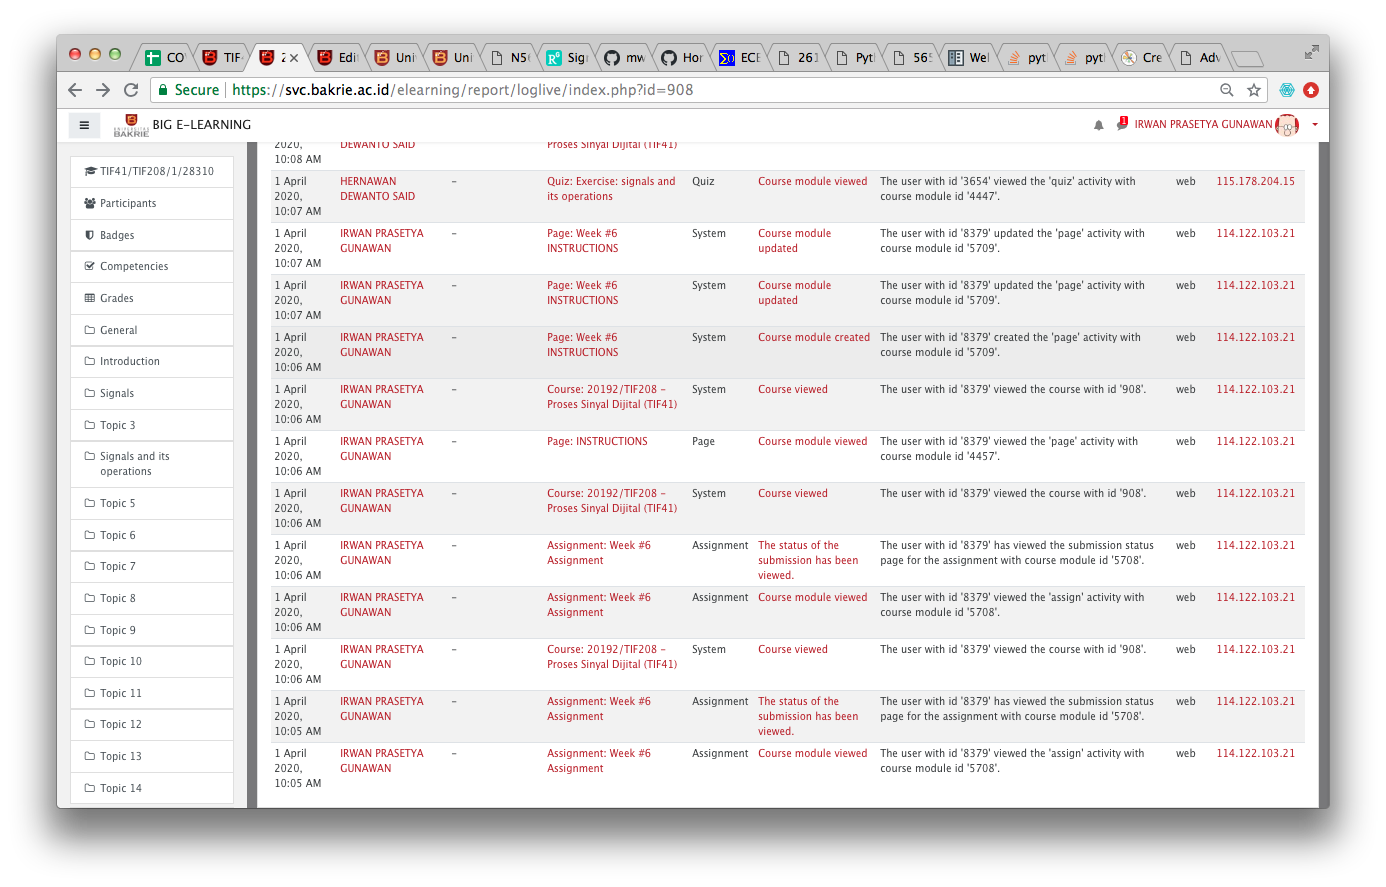 CO
TIF
2
Edi
Uni
Uni
N50
Sig
mw
Hor
ECE
261
Pyt
565
Wel
pyt
pyt
Cre
Adv
Secure
https://svc.bakrie.ac.id/elearning/report/loglive/index.php?id=908
UNIVERSITAS
BAKRIE
BIG E-LEARNING
1
IRWAN PRASETYA GUNAWAN
TIF41/TIF208/1/28310
Participants
Badges
Competencies
Grades
General
Introduction
Signals
Topic 3
Signals and its
operations
Topic 5
Topic 6
Topic 7
Topic 8
Topic 9
Topic 10
Topic 11
Topic 12
Topic 13
Topic 14
2020, DEWANTO SAID Proses Sinyal Dijital (TIF41)
10:08 AM
1 April HERNAWAN - Quiz: Exercise: signals and Quiz Course module viewed The user with id '3654' viewed the 'quiz' activity with web 115.178.204.15
2020, DEWANTO SAID its operations course module id '4447'.
10:07 AM
1 April IRWAN PRASETYA - Page: Week #6 System Course module The user with id '8379' updated the 'page' activity with web 114.122.103.21
2020, GUNAWAN INSTRUCTIONS updated course module id '5709'.
10:07 AM
1 April IRWAN PRASETYA - Page: Week #6 System Course module The user with id '8379' updated the 'page' activity with web 114.122.103.21
2020, GUNAWAN INSTRUCTIONS updated course module id '5709'.
10:07 AM
1 April IRWAN PRASETYA - Page: Week #6 System Course module created The user with id '8379' created the 'page' activity with web 114.122.103.21
2020, GUNAWAN INSTRUCTIONS course module id '5709'.
10:06 AM
1 April IRWAN PRASETYA - Course: 20192/TIF208 - System Course viewed The user with id '8379' viewed the course with id '908'. web 114.122.103.21
2020, GUNAWAN Proses Sinyal Dijital (TIF41)
10:06 AM
1 April IRWAN PRASETYA - Page: INSTRUCTIONS Page Course module viewed The user with id '8379' viewed the 'page' activity with web 114.122.103.21
2020, GUNAWAN course module id '4457'.
10:06 AM
1 April IRWAN PRASETYA - Course: 20192/TIF208 - System Course viewed The user with id '8379' viewed the course with id '908'. web 114.122.103.21
2020, GUNAWAN Proses Sinyal Dijital (TIF41)
10:06 AM
1 April IRWAN PRASETYA - Assignment: Week #6 Assignment The status of the The user with id '8379' has viewed the submission status web 114.122.103.21
2020, GUNAWAN Assignment submission has been page for the assignment with course module id '5708'.
10:06 AM viewed.
1 April IRWAN PRASETYA - Assignment: Week #6 Assignment Course module viewed The user with id '8379' viewed the 'assign' activity with web 114.122.103.21
2020, GUNAWAN Assignment course module id '5708'.
10:06 AM
1 April IRWAN PRASETYA - Course: 20192/TIF208 - System Course viewed The user with id '8379' viewed the course with id '908'. web 114.122.103.21
2020, GUNAWAN Proses Sinyal Dijital (TIF41)
10:06 AM
1 April IRWAN PRASETYA - Assignment: Week #6 Assignment The status of the The user with id '8379' has viewed the submission status web 114.122.103.21
2020, GUNAWAN Assignment submission has been page for the assignment with course module id '5708'.
10:05 AM viewed.
1 April IRWAN PRASETYA - Assignment: Week #6 Assignment Course module viewed The user with id '8379' viewed the 'assign' activity with web 114.122.103.21
2020, GUNAWAN Assignment course module id '5708'.
10:05 AM